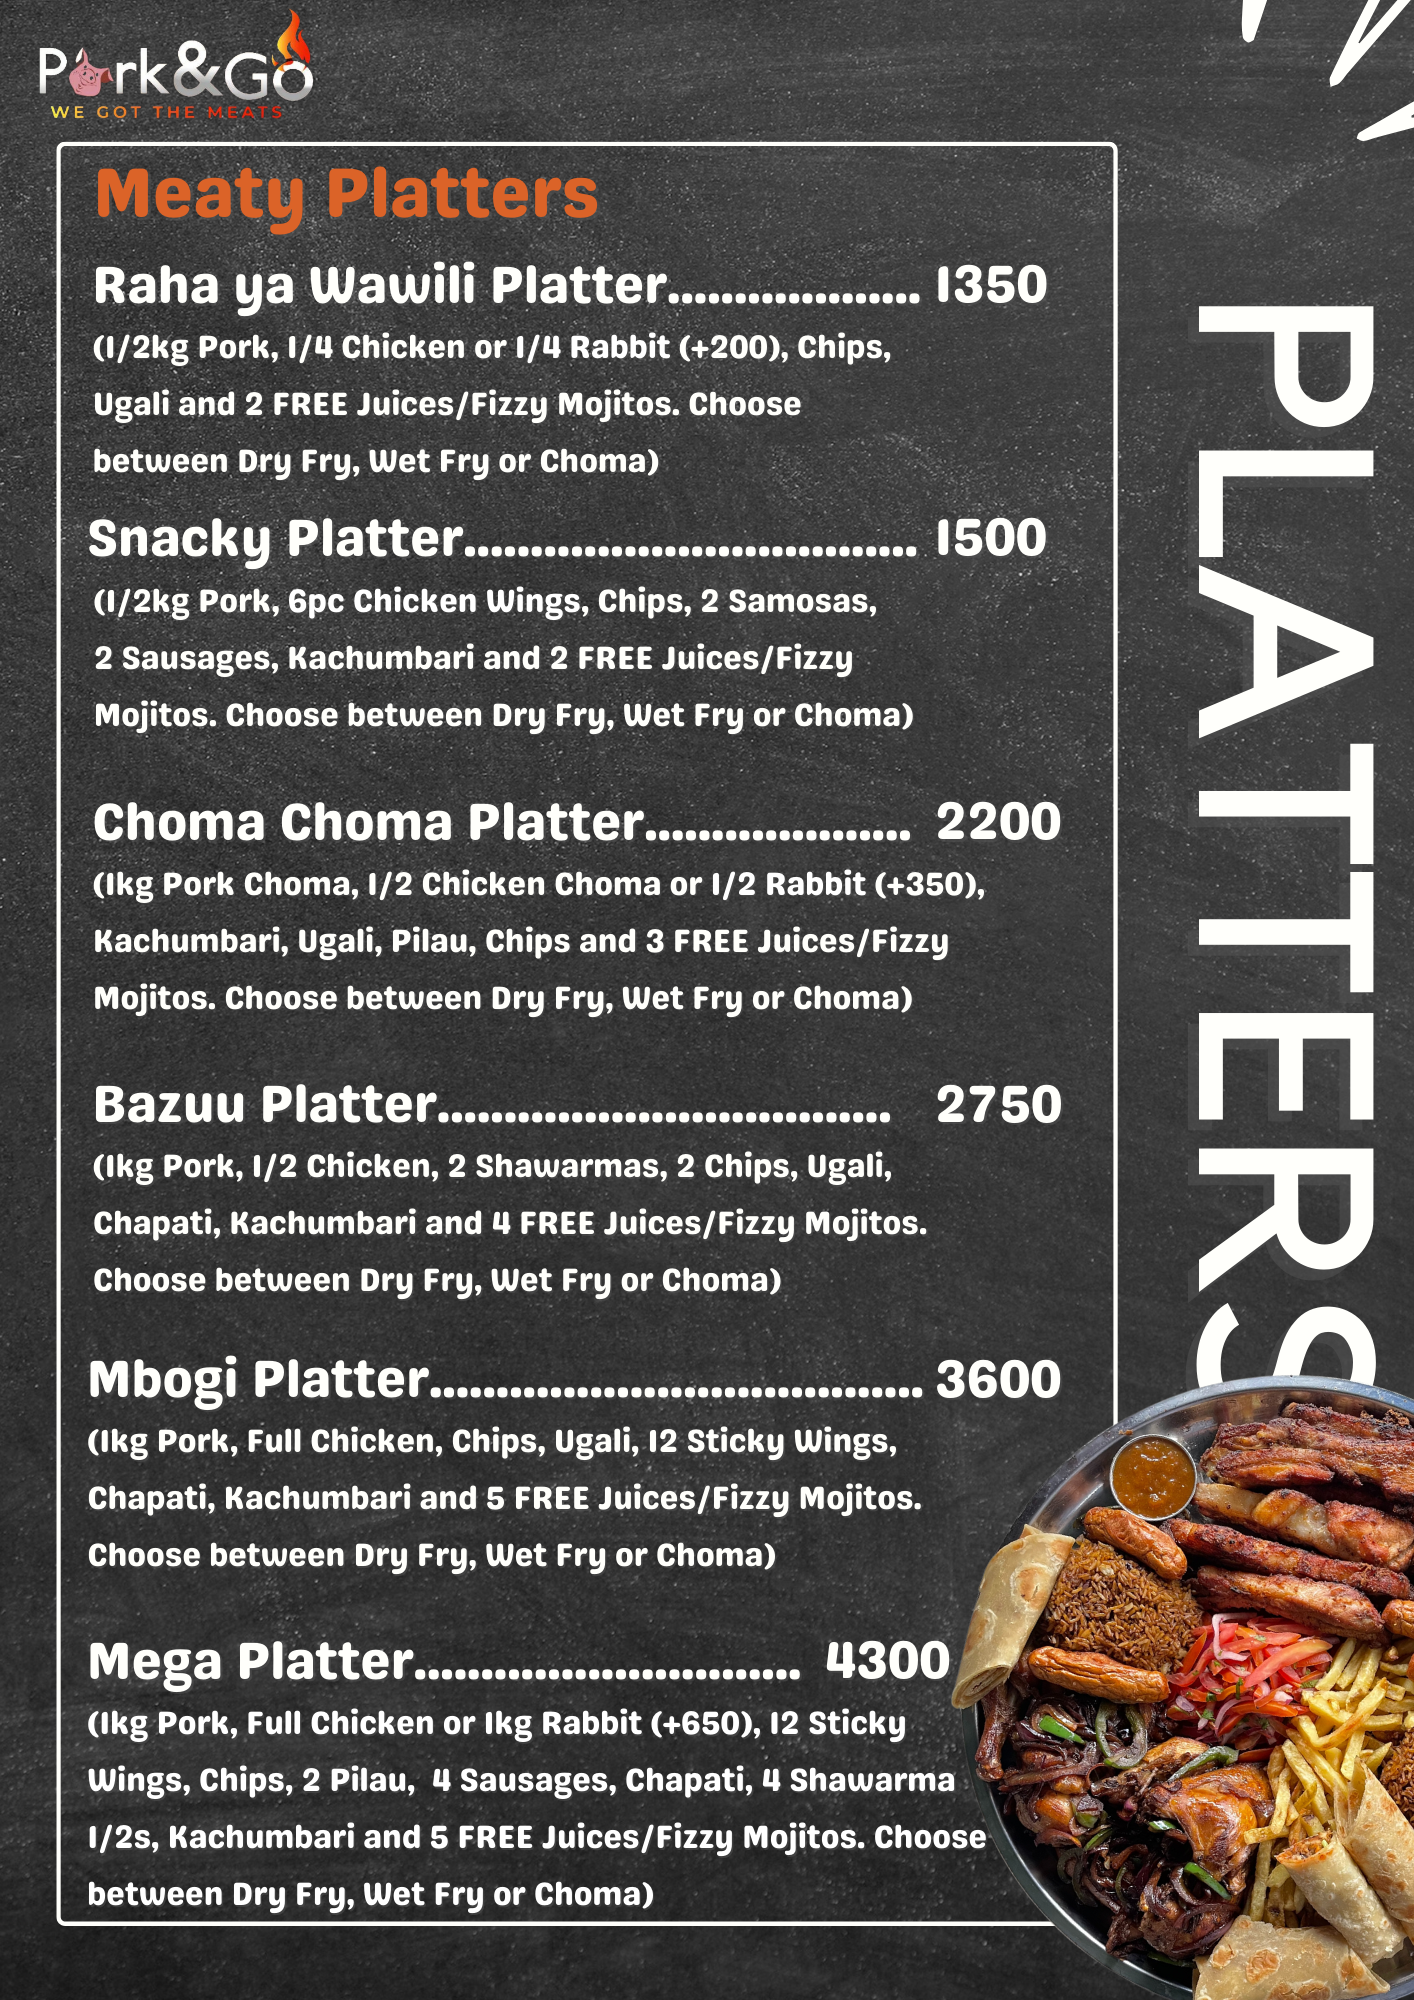 Pork&Go
WE GOT THE MEATS
Meaty Platters
Raha ya Wawili Platter................... 1350
(1/2kg Pork, 1/4 Chicken or 1/4 Rabbit (+200), Chips,
Ugali and 2 FREE Juices/Fizzy Mojitos. Choose
between Dry Fry, Wet Fry or Choma)
Snacky Platter.................................. 1500
(1/2kg Pork, 6pc Chicken Wings, Chips, 2 Samosas,
2 Sausages, Kachumbari and 2 FREE Juices/Fizzy
Mojitos. Choose between Dry Fry, Wet Fry or Choma)
Choma Choma Platter.................... 2200
(1kg Pork Choma, 1/2 Chicken Choma or 1/2 Rabbit (+350),
Kachumbari, Ugali, Pilau, Chips and 3 FREE Juices/Fizzy
Mojitos. Choose between Dry Fry, Wet Fry or Choma)
Bazuu Platter.................................. 2750
(1kg Pork, 1/2 Chicken, 2 Shawarmas, 2 Chips, Ugali,
Chapati, Kachumbari and 4 FREE Juices/Fizzy Mojitos.
Choose between Dry Fry, Wet Fry or Choma)
Mbogi Platter..................................... 3600
(1kg Pork, Full Chicken, Chips, Ugali, 12 Sticky Wings,
Chapati, Kachumbari and 5 FREE Juices/Fizzy Mojitos.
Choose between Dry Fry, Wet Fry or Choma)
Mega Platter............................. 4300
(1kg Pork, Full Chicken or 1kg Rabbit (+650), 12 Sticky
Wings, Chips, 2 Pilau,  4 Sausages, Chapati, 4 Shawarma
1/2s, Kachumbari and 5 FREE Juices/Fizzy Mojitos. Choose
between Dry Fry, Wet Fry or Choma)
PLATTERS